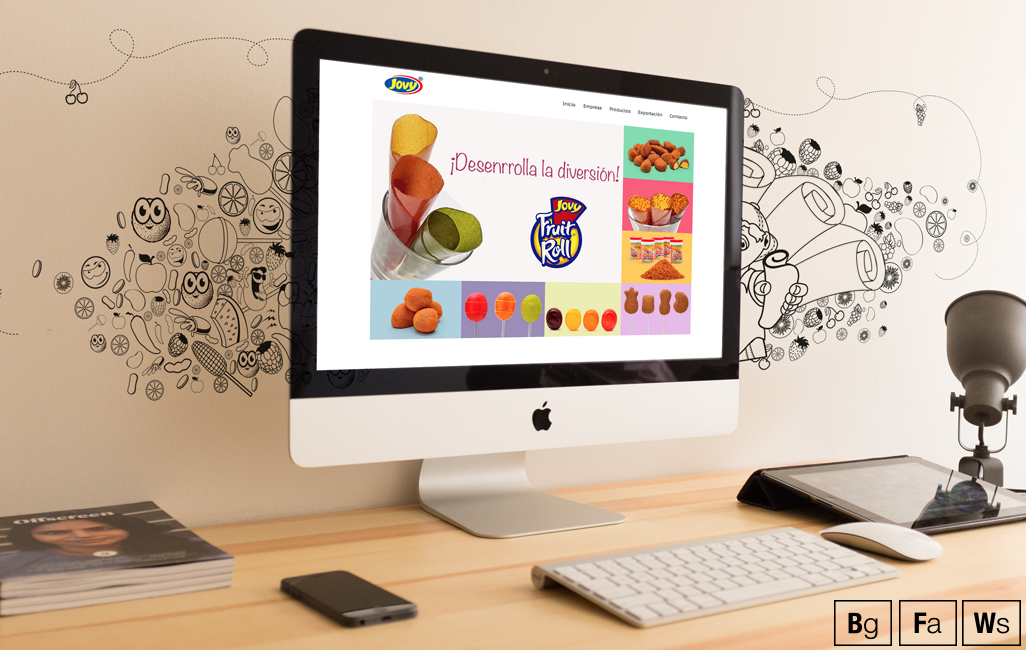 JOVY
Inicio Empresa Productos Exportación Contacto
¡Desenrrolla la diversión!
JOVY
Fruit
Roll
Offscreen
Bg Fa Ws